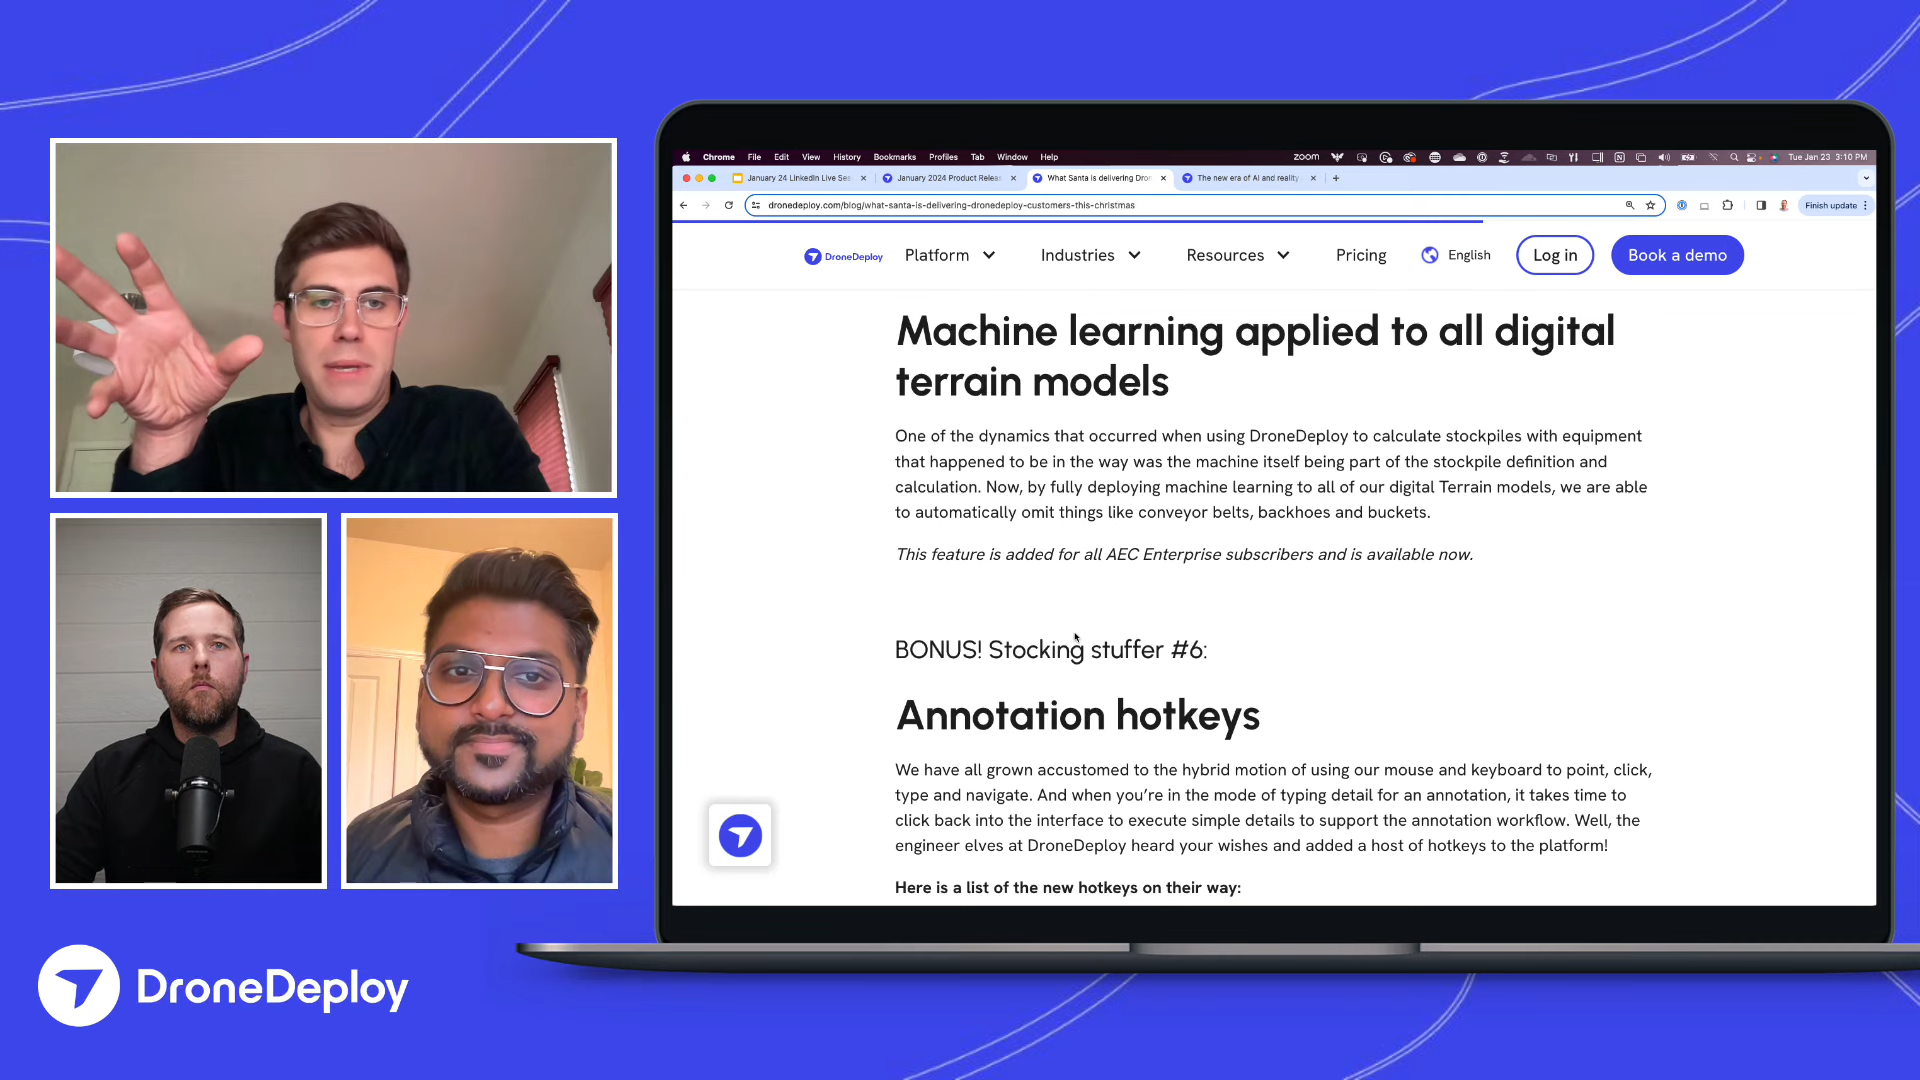 Chrome File Edit View History Bookmarks Profiles Tab Window Help
zoom
Tue Jan 23 3:10 PM
January 24 LinkedIn Live Ses
January 2024 Product Releas
What Santa is delivering Dron
The new era of AI and reality
dronedeploy.com/blog/what-santa-is-delivering-dronedeploy-customers-this-christmas
Finish update
DroneDeploy
Platform
Industries
Resources
Pricing
English
Log in
Book a demo
Machine learning applied to all digital
terrain models
One of the dynamics that occurred when using DroneDeploy to calculate stockpiles with equipment
that happened to be in the way was the machine itself being part of the stockpile definition and
calculation. Now, by fully deploying machine learning to all of our digital Terrain models, we are able
to automatically omit things like conveyor belts, backhoes and buckets.
This feature is added for all AEC Enterprise subscribers and is available now.
BONUS! Stocking stuffer #6:
Annotation hotkeys
We have all grown accustomed to the hybrid motion of using our mouse and keyboard to point, click,
type and navigate. And when you’re in the mode of typing detail for an annotation, it takes time to
click back into the interface to execute simple details to support the annotation workflow. Well, the
engineer elves at DroneDeploy heard your wishes and added a host of hotkeys to the platform!
Here is a list of the new hotkeys on their way:
DroneDeploy